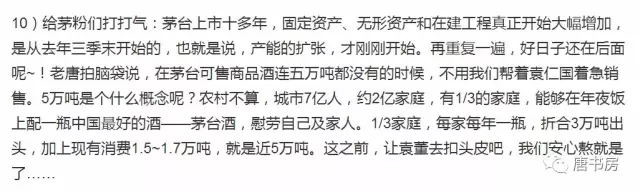 10）给茅粉们打打气：茅台上市十多年，固定资产、无形资产和在建工程真正开始大幅增加，
是从去年三季末开始的，也就是说，产能的扩张，才刚刚开始。再重复一遍，好日子还在后面
呢~！老唐拍脑袋说，在茅台可售商品酒连五万吨都没有的时候，不用我们帮着袁仁国着急销
售。5万吨是个什么概念呢？农村不算，城市7亿人，约2亿家庭，有1/3的家庭，能够在年夜饭
上配一瓶中国最好的酒——茅台酒，慰劳自己及家人。1/3家庭，每家每年一瓶，折合3万吨出
头，加上现有消费1.5~1.7万吨，就是近5万吨。这之前，让袁董去扣头皮吧，我们安心熬就是
了……
唐书房